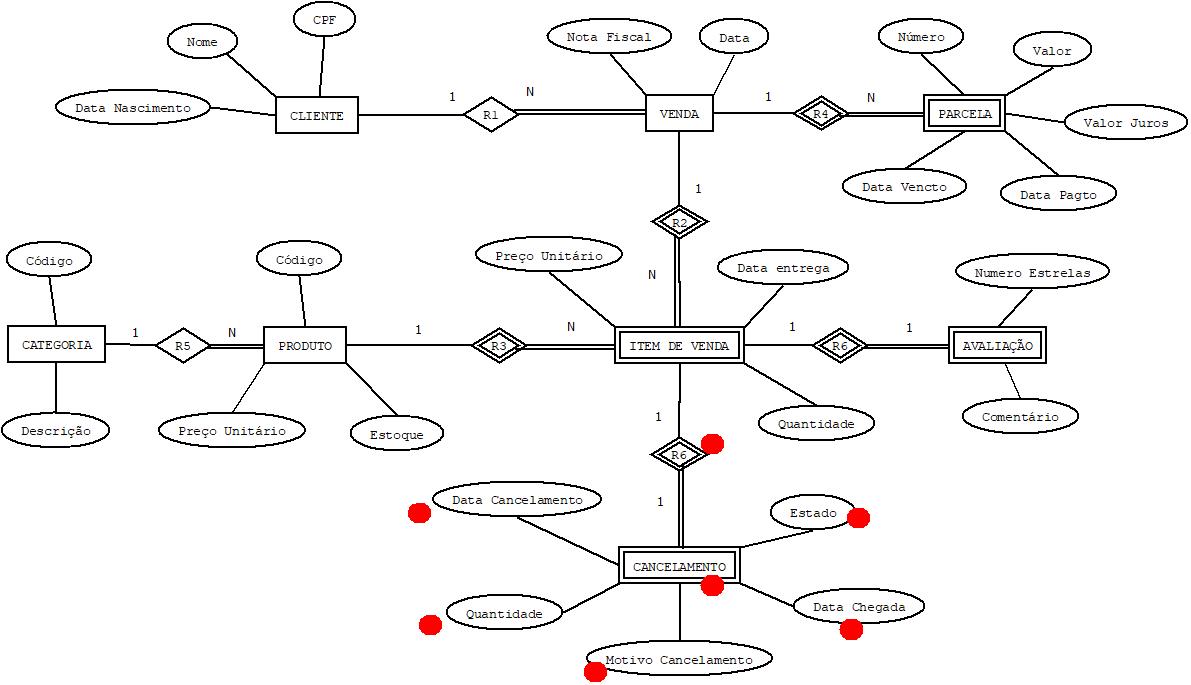 CPF
Nome
Nota Fiscal
Data
Número
Valor
Data Nascimento
1
N
1
N
CLIENTE
R1
VENDA
R4
PARCELA
Valor Juros
Data Vencto
Data Pagto
1
R2
Código
Código
Preço Unitário
Data entrega
Numero Estrelas
N
1
N
1
N
1
1
CATEGORIA
R5
PRODUTO
R3
ITEM DE VENDA
R6
AVALIAÇÃO
Descrição
Preço Unitário
Estoque
1
Quantidade
Comentário
R6
Data Cancelamento
1
Estado
CANCELAMENTO
Quantidade
Data Chegada
Motivo Cancelamento